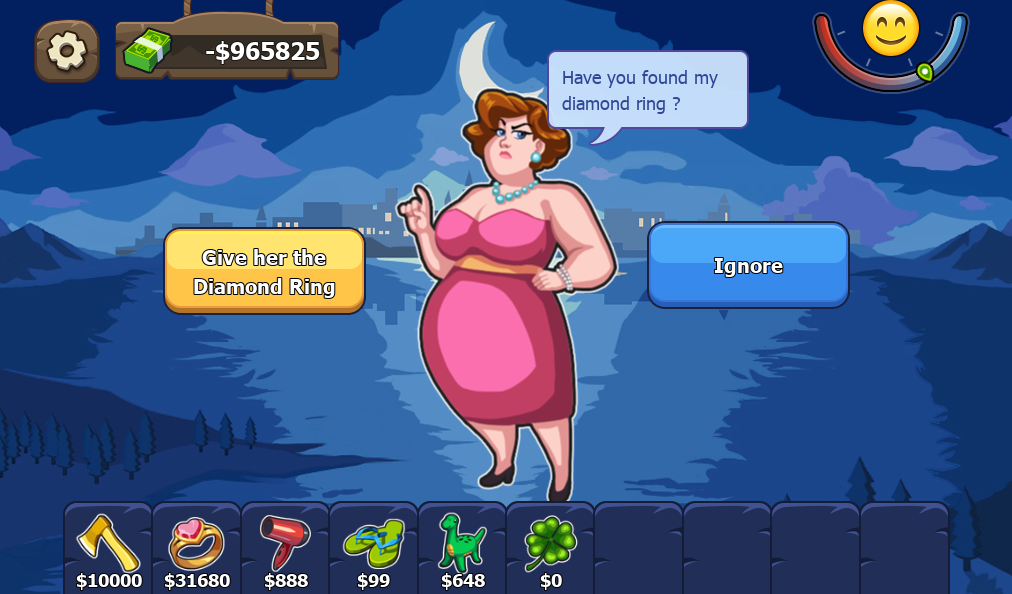 -$965825
Have you found my
diamond ring ?
Give her the
Diamond Ring
Ignore
$10000 $31680 $888 $99 $648 $0